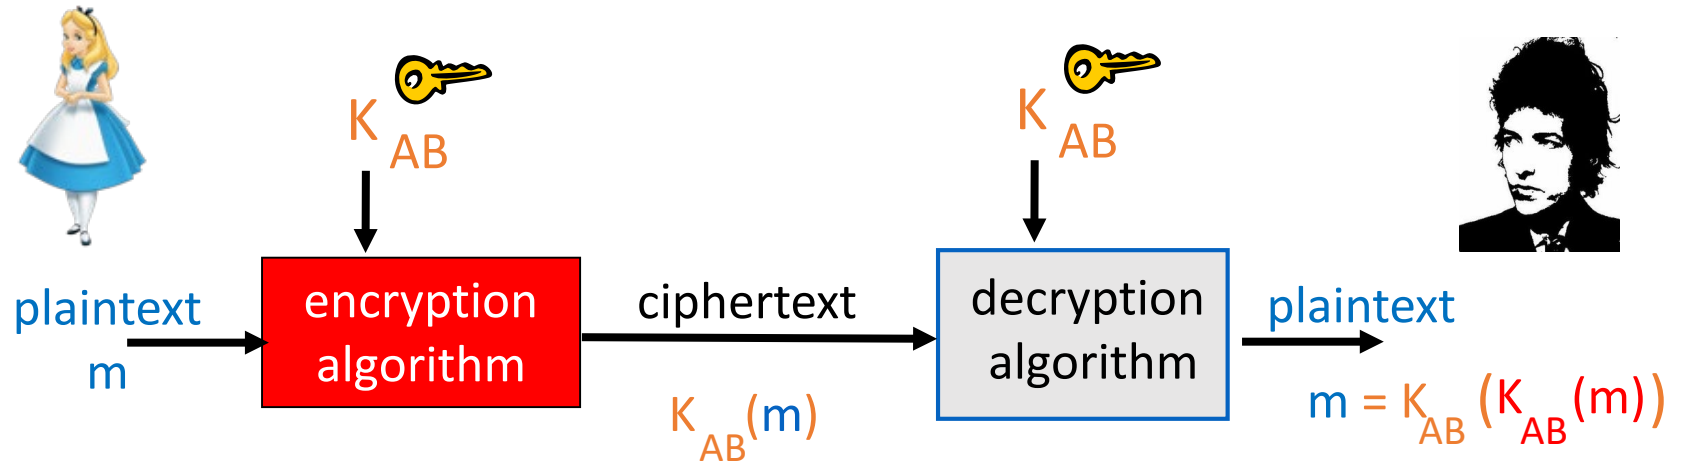 K AB
K AB
plaintext
m
encryption
algorithm
ciphertext
K AB (m)
decryption
algorithm
plaintext
m = K AB (K AB (m))